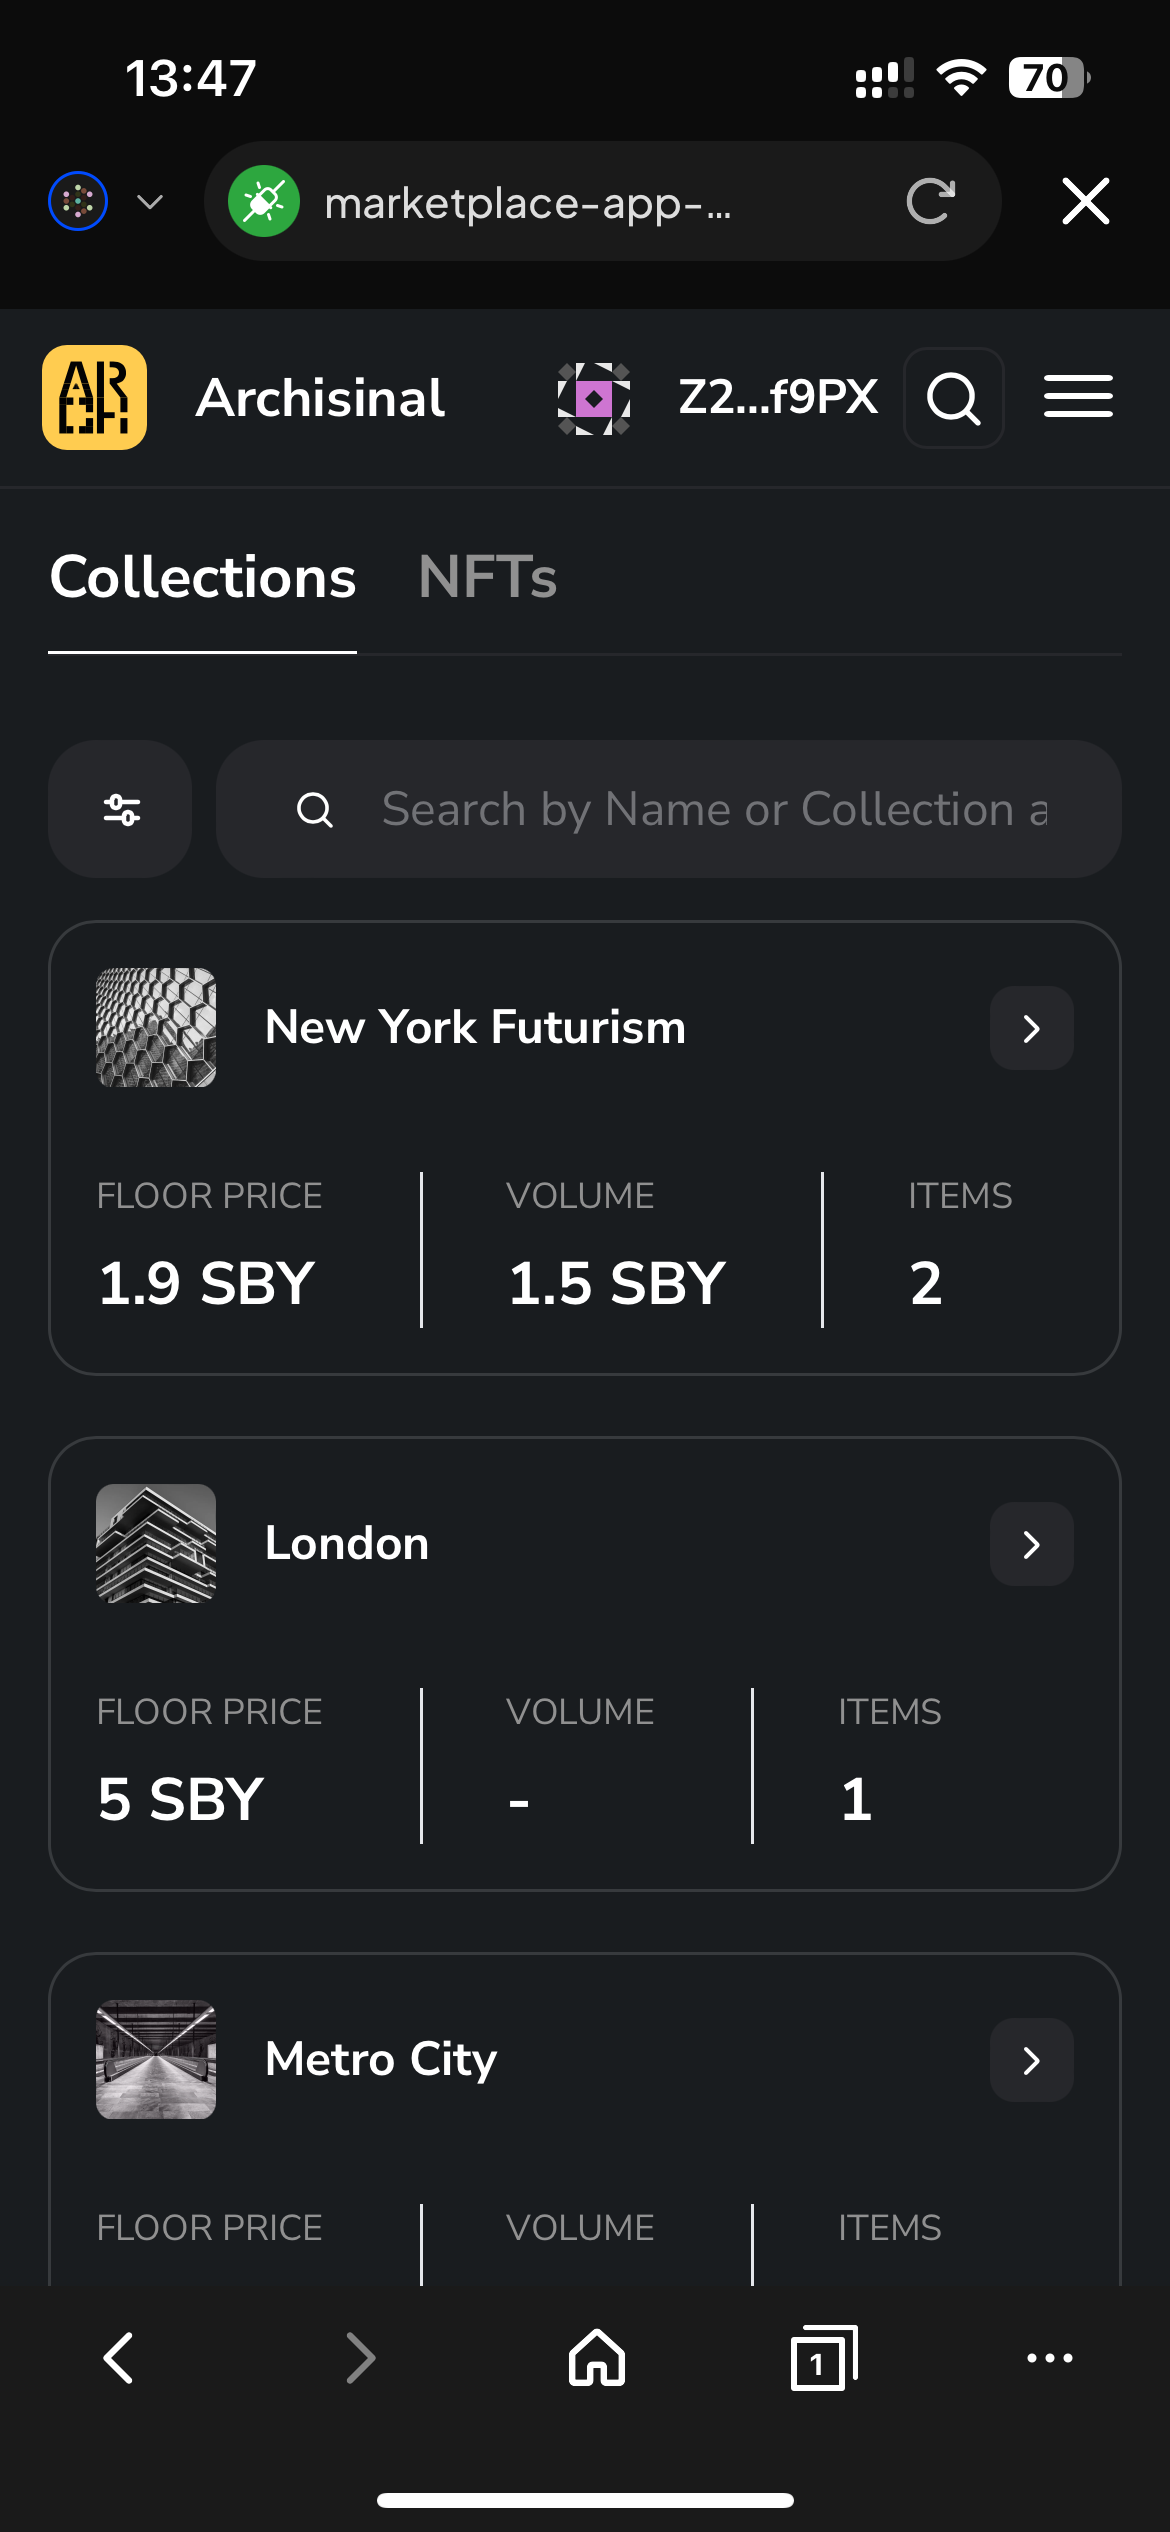 13:47
70
marketplace-app-...
ARCH
Archisinal
Z2...f9PX
Collections
NFTs
Search by Name or Collection a
New York Futurism
FLOOR PRICE
VOLUME
ITEMS
1.9 SBY
1.5 SBY
2
London
FLOOR PRICE
VOLUME
ITEMS
5 SBY
-
1
Metro City
FLOOR PRICE
VOLUME
ITEMS
1